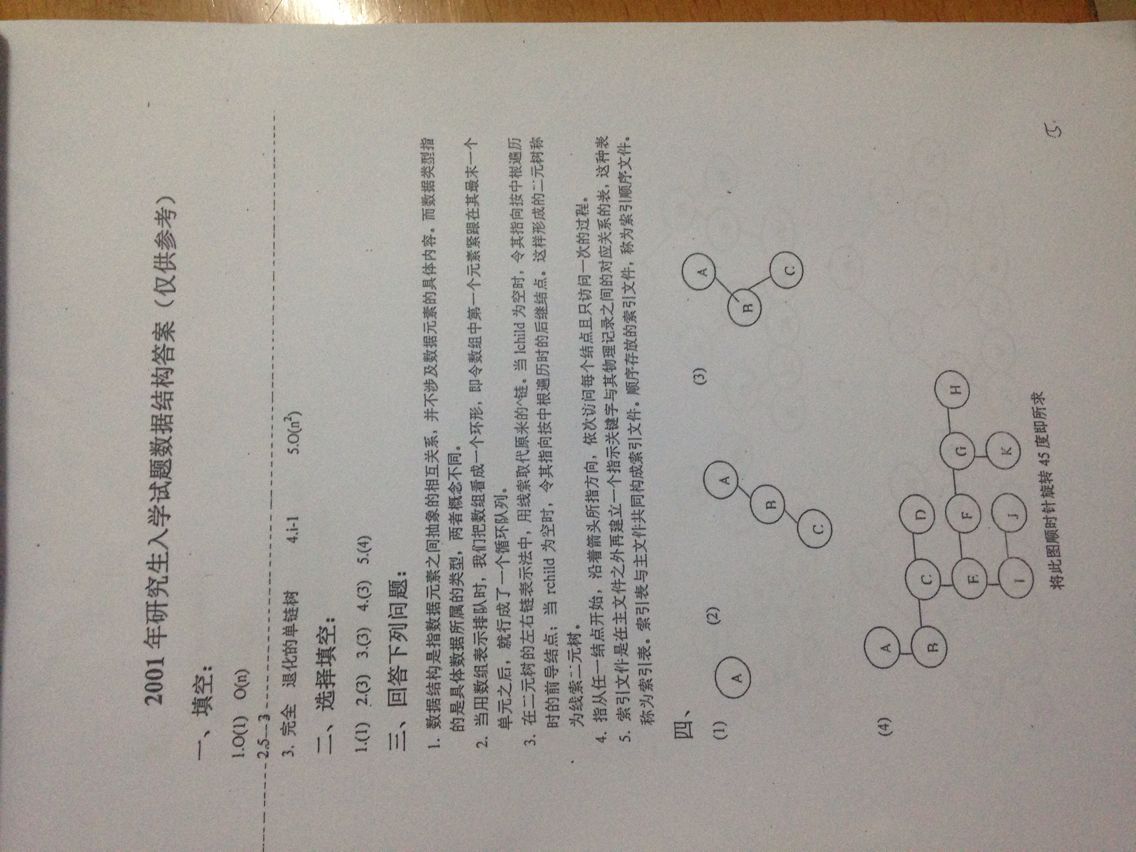 2001 年研究生入学试题数据结构答案（仅供参考）
一、填空：
1.O(1) O(n)
2.5 3
3. 完全 退化的单链树 4.i-1 5.O(n²)
二、选择填空：
1.(1) 2.(3) 3.(3) 4.(3) 5.(4)
三、回答下列问题：
1. 数据结构是指数据元素之间抽象的相互关系，并不涉及数据元素的具体内容。而数据类型指
的是具体数据所属的类型，两者概念不同。
2. 当用数组表示排队时，我们把数组看成一个环形，即令数组中第一个元素紧跟在其最末一个
单元之后，就行成了一个循环队列。
3. 在二元树的左右链表示法中，用线索取代原来的^链。当 lchild 为空时，令其指向按中根遍历
时的前导结点；当 rchild 为空时，令其指向按中根遍历时的后继结点。这样形成的二元树称
为线索二元树。
4. 指从任一结点开始，沿着箭头所指方向，依次访问每个结点且只访问一次的过程。
5. 索引文件是在主文件之外再建立一个指示关键字与其物理记录之间的对应关系的表，这种表
称为索引表。索引表与主文件共同构成索引文件。顺序存放的索引文件，称为索引顺序文件。
四、
(1) (2) (3)
A
A
B
C
A
B
C
(4)
A
B
C
D
E
F
G
H
I
J
K
将此图顺时针旋转 45 度即所求